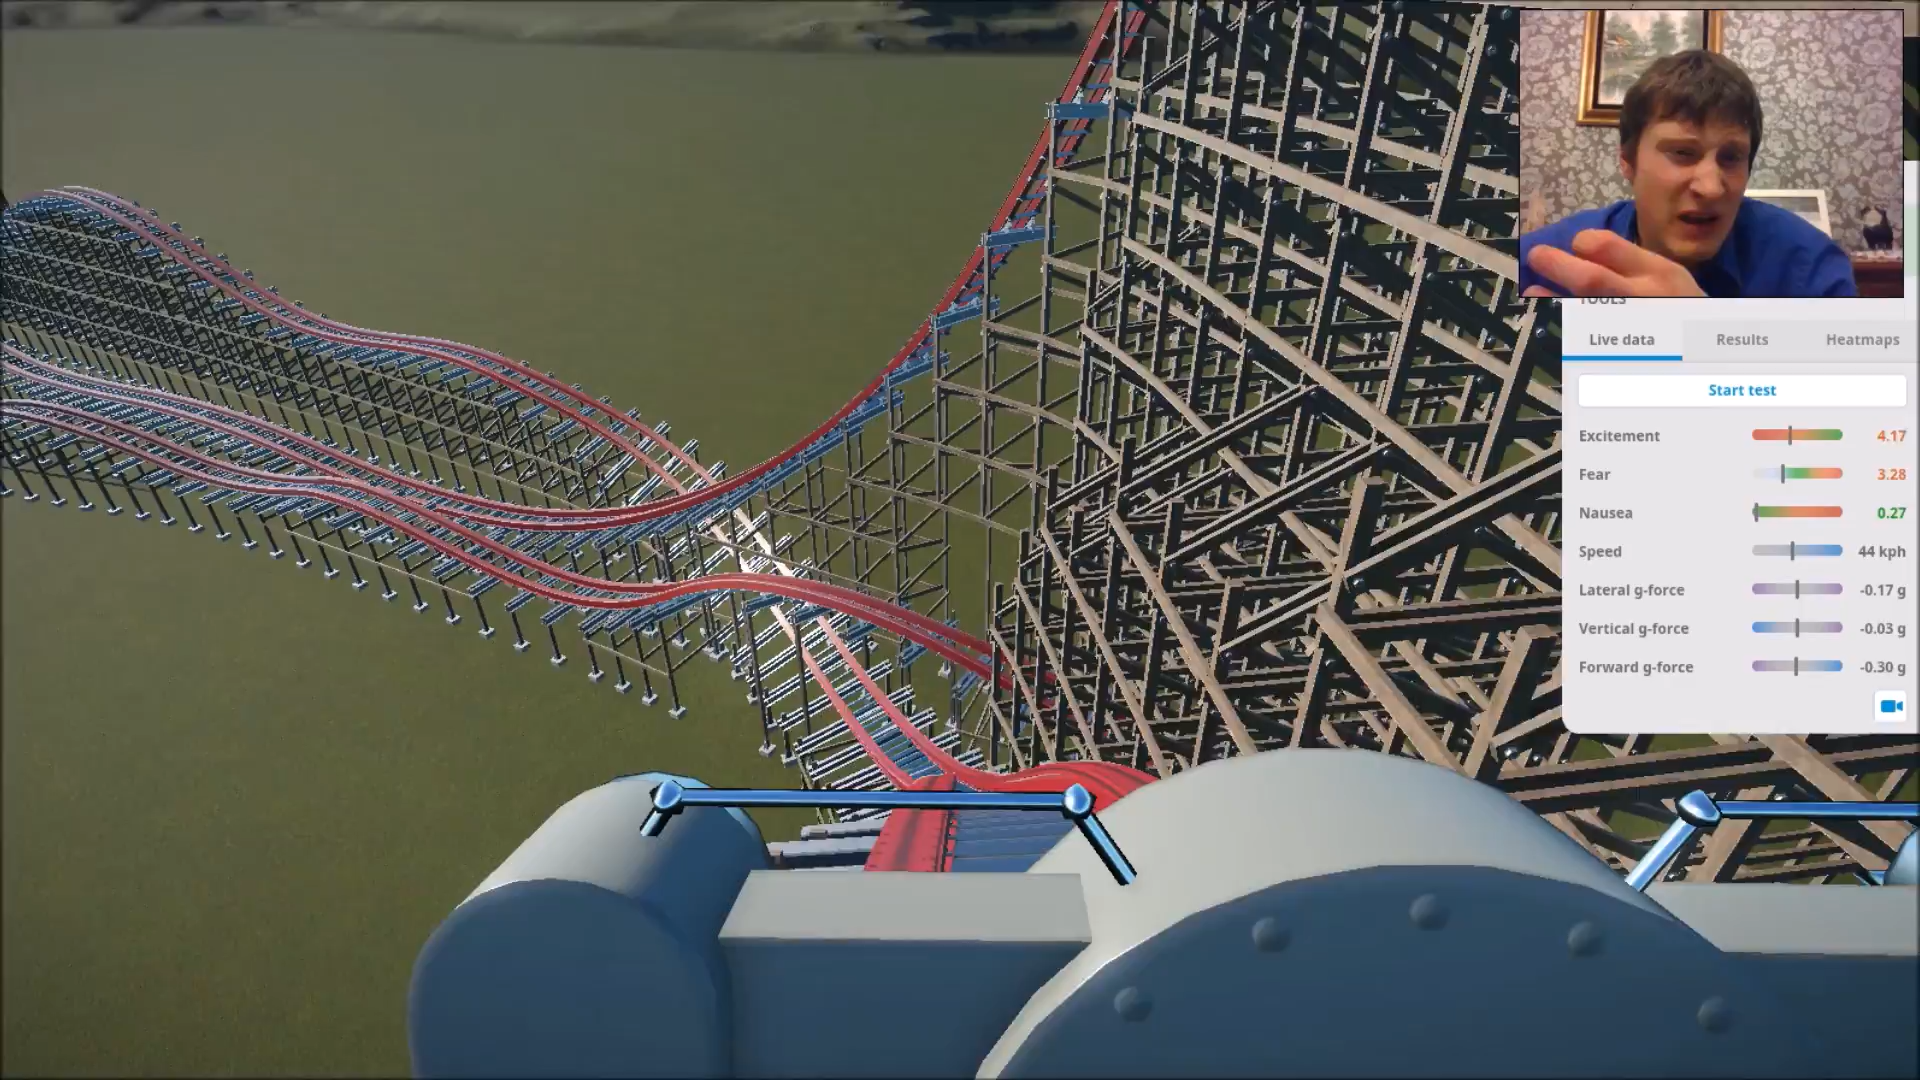 TOOLS
Live data Results Heatmaps
Start test
Excitement 4.17
Fear 3.28
Nausea 0.27
Speed 44 kph
Lateral g-force -0.17 g
Vertical g-force -0.03 g
Forward g-force -0.30 g